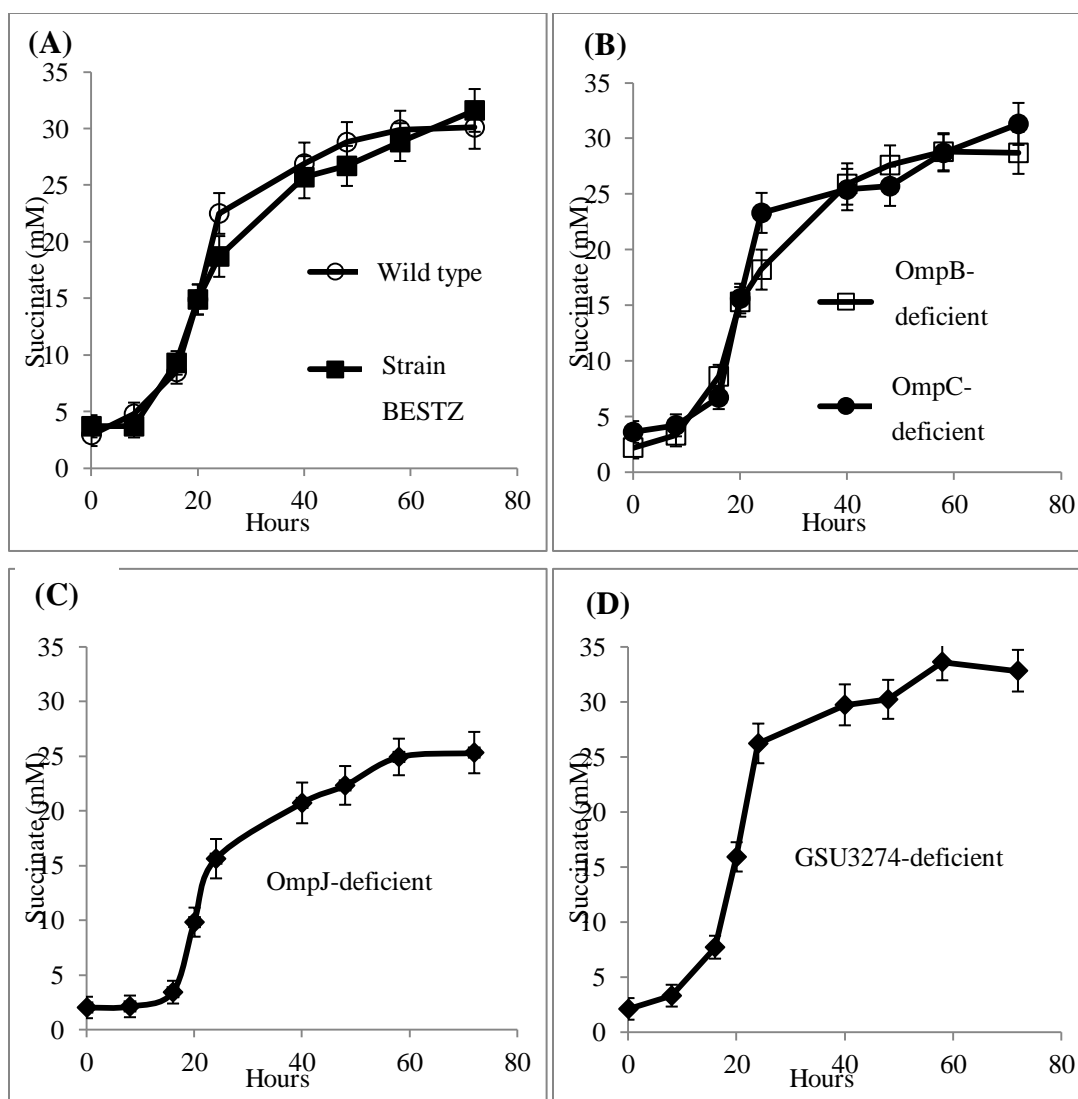 (A)
35
30
25
20
15
10
5
0
Succinate (mM)
0 20 40 60 80
Hours
Wild type
Strain
BESTZ
(B)
35
30
25
20
15
10
5
0
Succinate (mM)
0 20 40 60 80
Hours
OmpB-
deficient
OmpC-
deficient
(C)
35
30
25
20
15
10
5
0
Succinate (mM)
0 20 40 60 80
Hours
OmpJ-deficient
(D)
35
30
25
20
15
10
5
0
Succinate (mM)
0 20 40 60 80
Hours
GSU3274-deficient